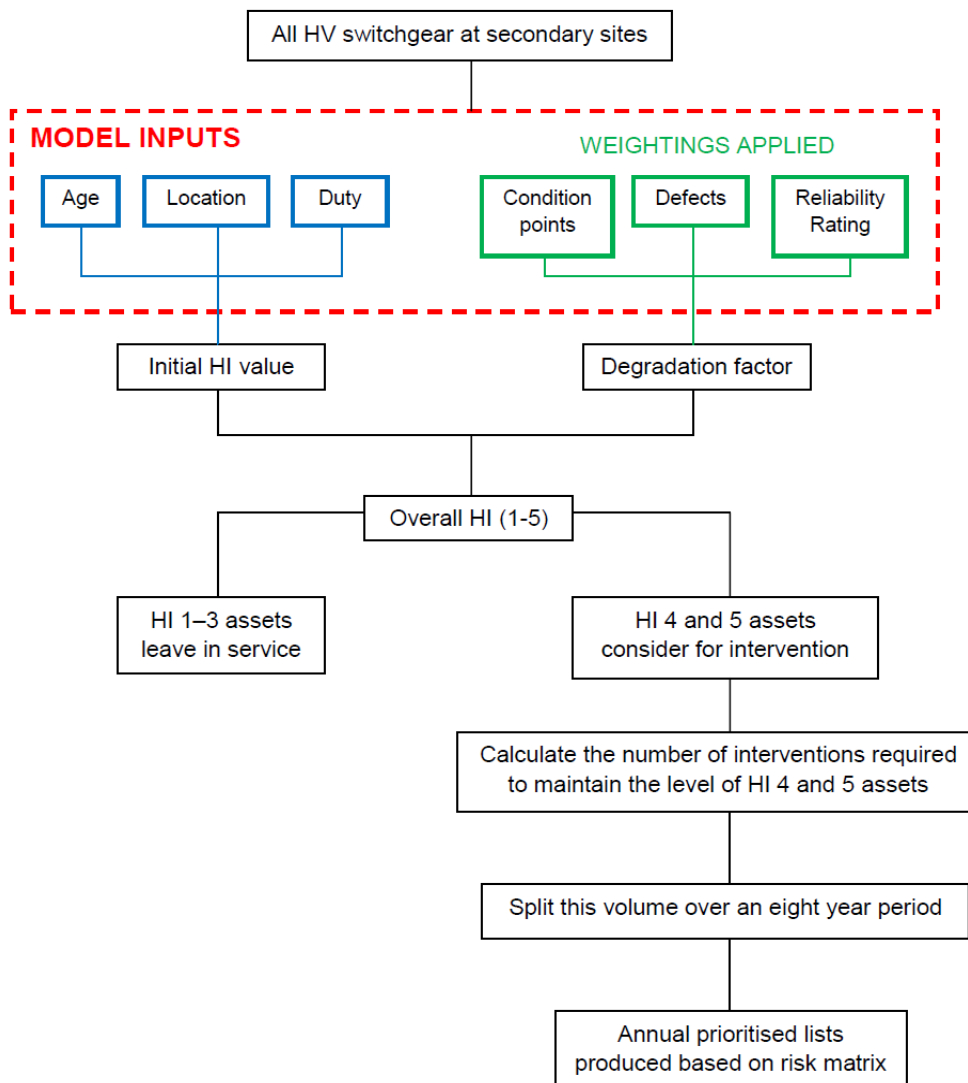 All HV switchgear at secondary sites
MODEL INPUTS
WEIGHTINGS APPLIED
Age
Location
Duty
Condition
points
Defects
Reliability
Rating
Initial HI value
Degradation factor
Overall HI (1-5)
HI 1–3 assets
leave in service
HI 4 and 5 assets
consider for intervention
Calculate the number of interventions required
to maintain the level of HI 4 and 5 assets
Split this volume over an eight year period
Annual prioritised lists
produced based on risk matrix